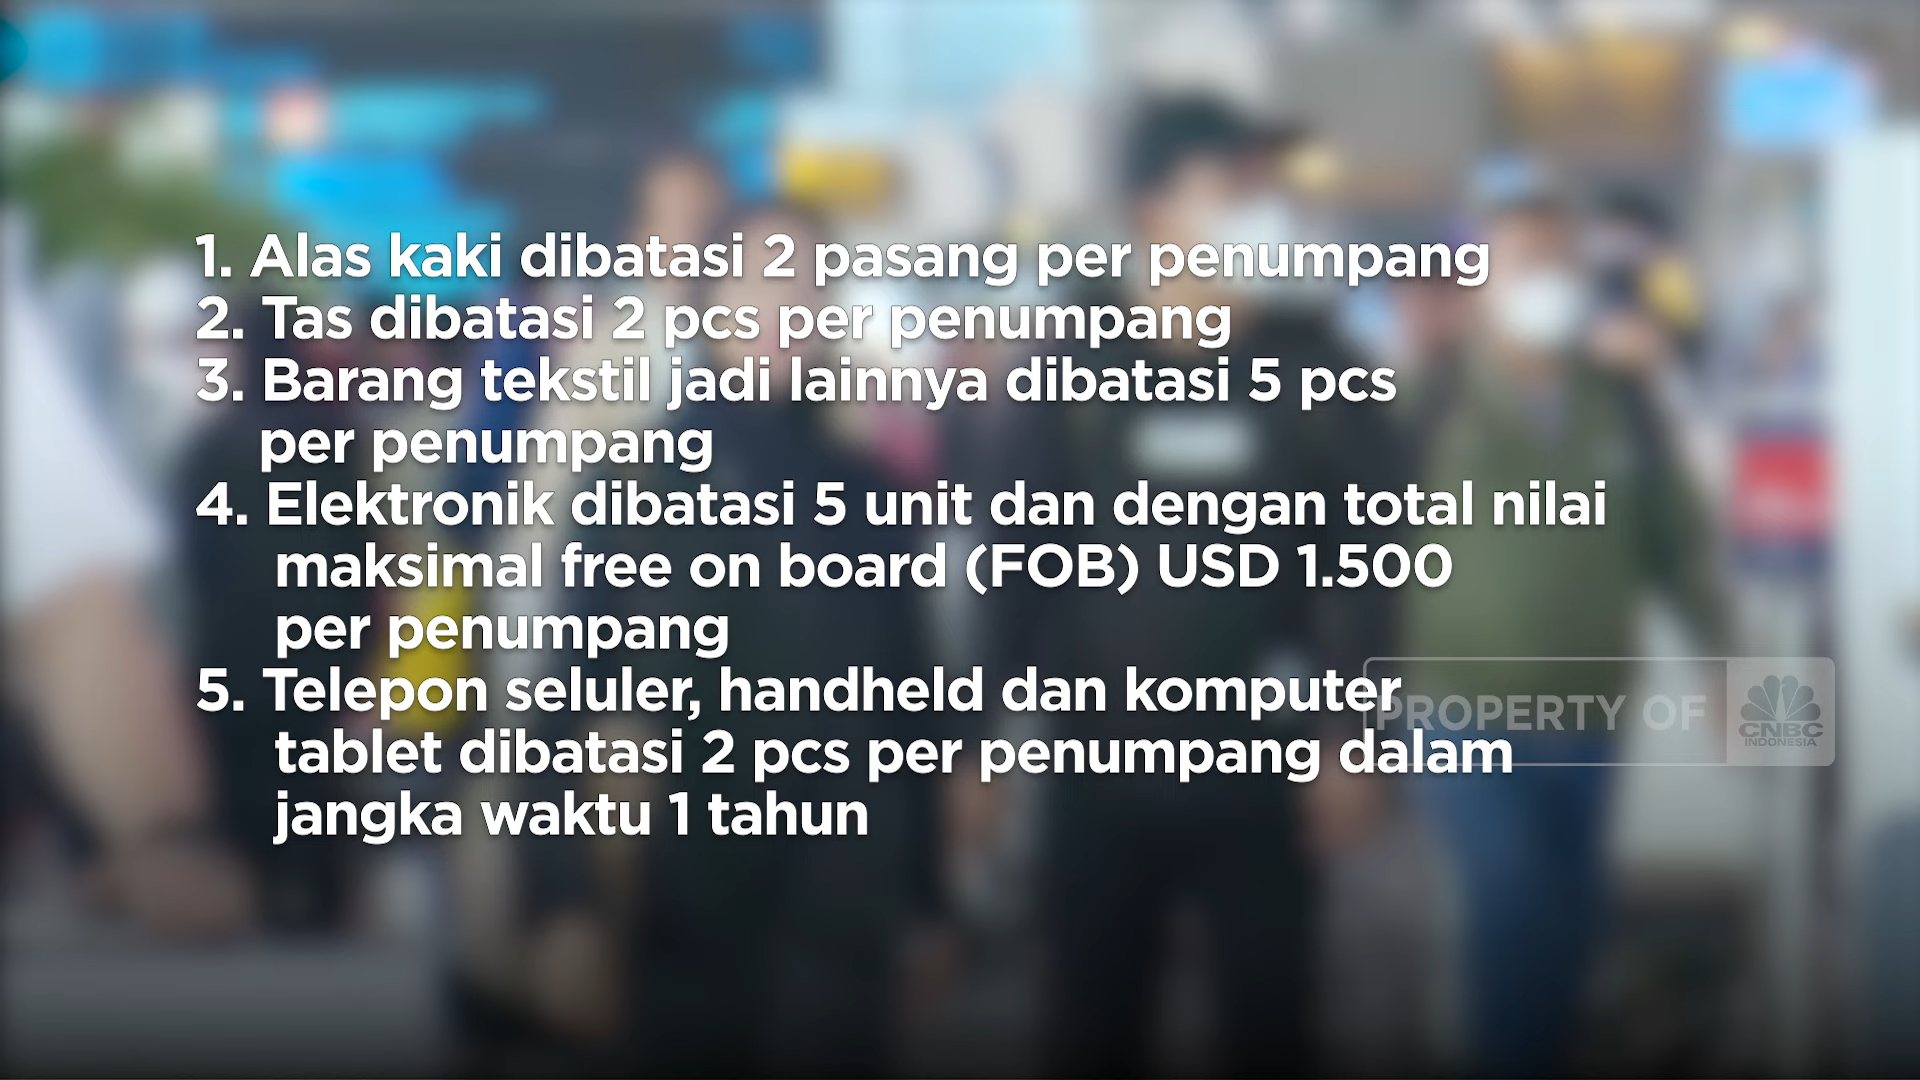 1. Alas kaki dibatasi 2 pasang per penumpang
2. Tas dibatasi 2 pcs per penumpang
3. Barang tekstil jadi lainnya dibatasi 5 pcs
per penumpang
4. Elektronik dibatasi 5 unit dan dengan total nilai
maksimal free on board (FOB) USD 1.500
per penumpang
5. Telepon seluler, handheld dan komputer
tablet dibatasi 2 pcs per penumpang dalam
jangka waktu 1 tahun
PROPERTY OF
CNBC
INDONESIA